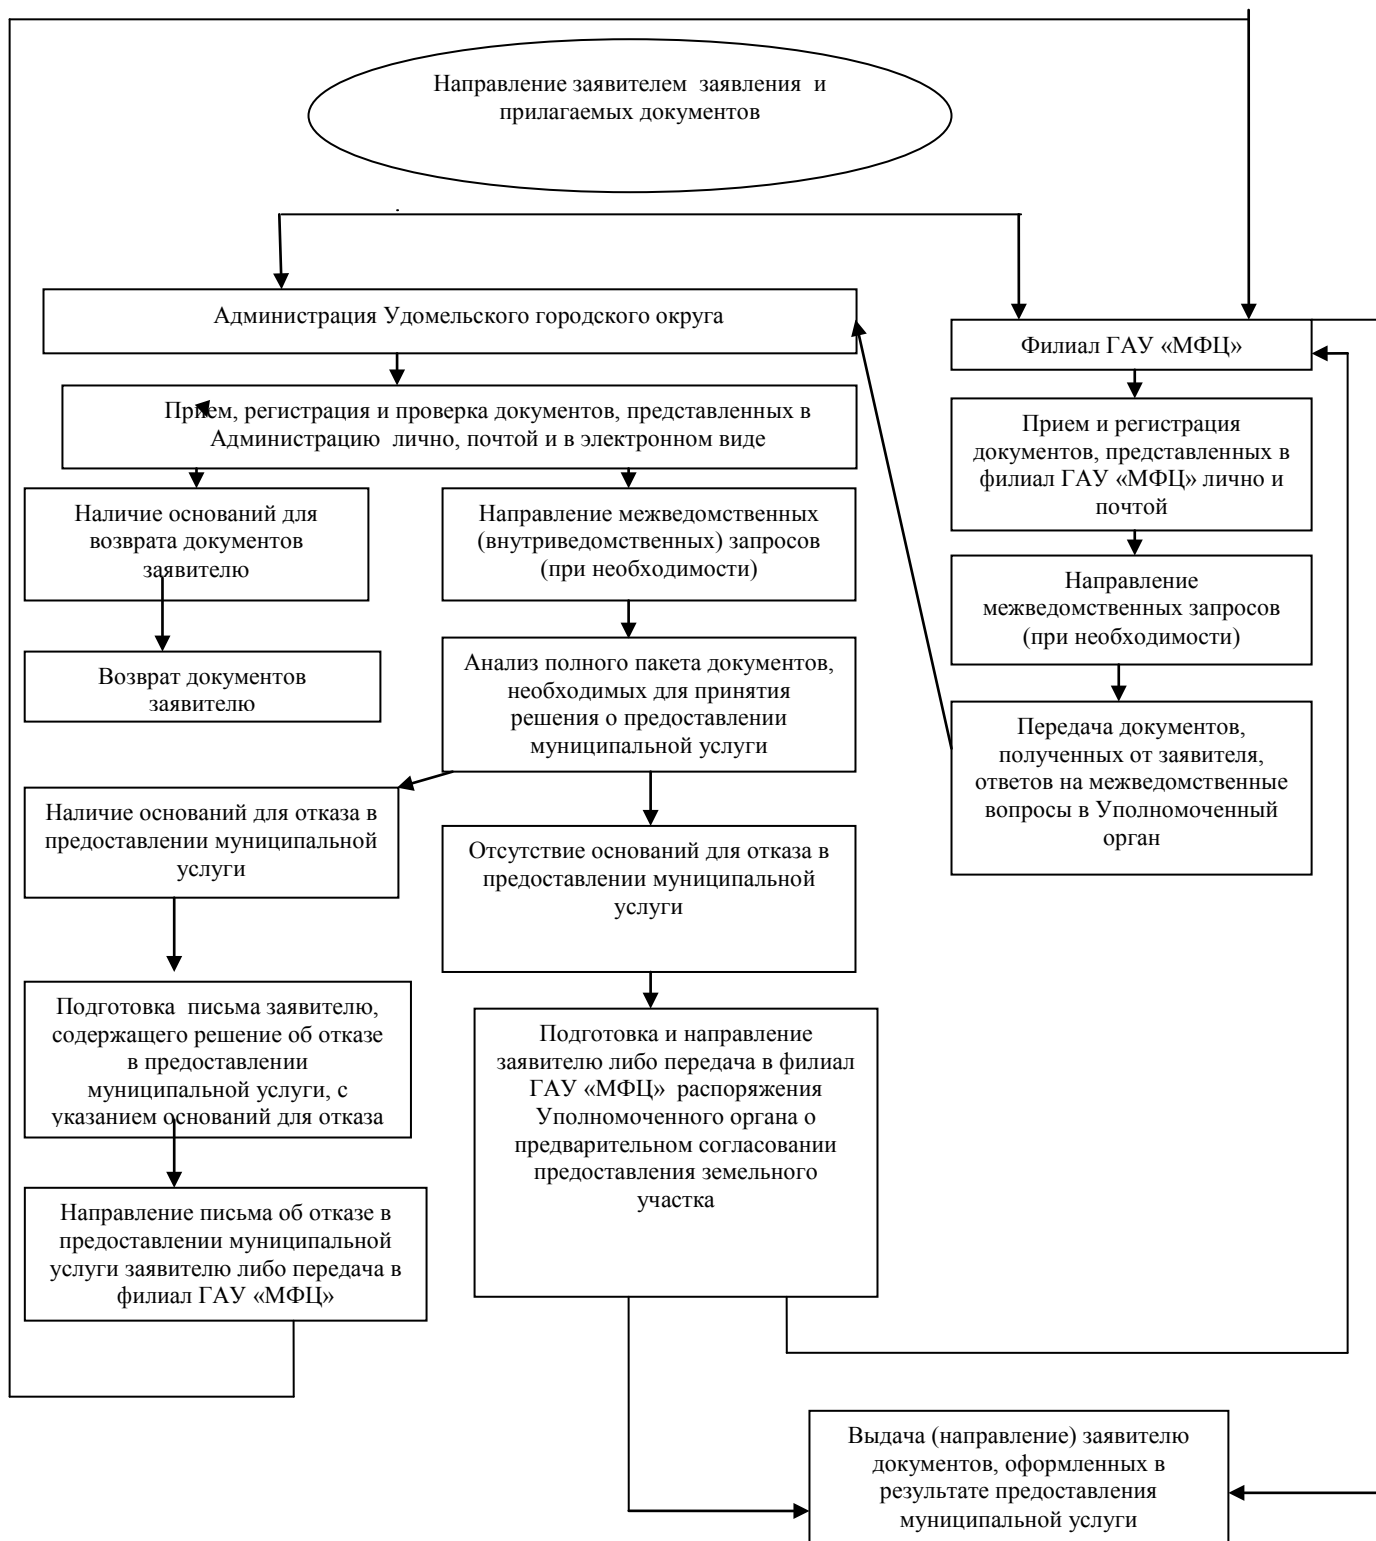 Направление заявителем заявления и
прилагаемых документов
Администрация Удомельского городского округа
Филиал ГАУ «МФЦ»
Прием, регистрация и проверка документов, представленных в
Администрацию лично, почтой и в электронном виде
Прием и регистрация
документов, представленных в
филиал ГАУ «МФЦ» лично и
почтой
Наличие оснований для
возврата документов
заявителю
Направление межведомственных
(внутриведомственных) запросов
(при необходимости)
Направление
межведомственных запросов
(при необходимости)
Возврат документов
заявителю
Анализ полного пакета документов,
необходимых для принятия
решения о предоставлении
муниципальной услуги
Передача документов,
полученных от заявителя,
ответов на межведомственные
вопросы в Уполномоченный
орган
Наличие оснований для отказа в
предоставлении муниципальной
услуги
Отсутствие оснований для отказа в
предоставлении муниципальной
услуги
Подготовка письма заявителю,
содержащего решение об отказе
в предоставлении
муниципальной услуги, с
указанием оснований для отказа
Подготовка и направление
заявителю либо передача в филиал
ГАУ «МФЦ» распоряжения
Уполномоченного органа о
предварительном согласовании
предоставления земельного
участка
Направление письма об отказе в
предоставлении муниципальной
услуги заявителю либо передача в
филиал ГАУ «МФЦ»
Выдача (направление) заявителю
документов, оформленных в
результате предоставления
муниципальной услуги